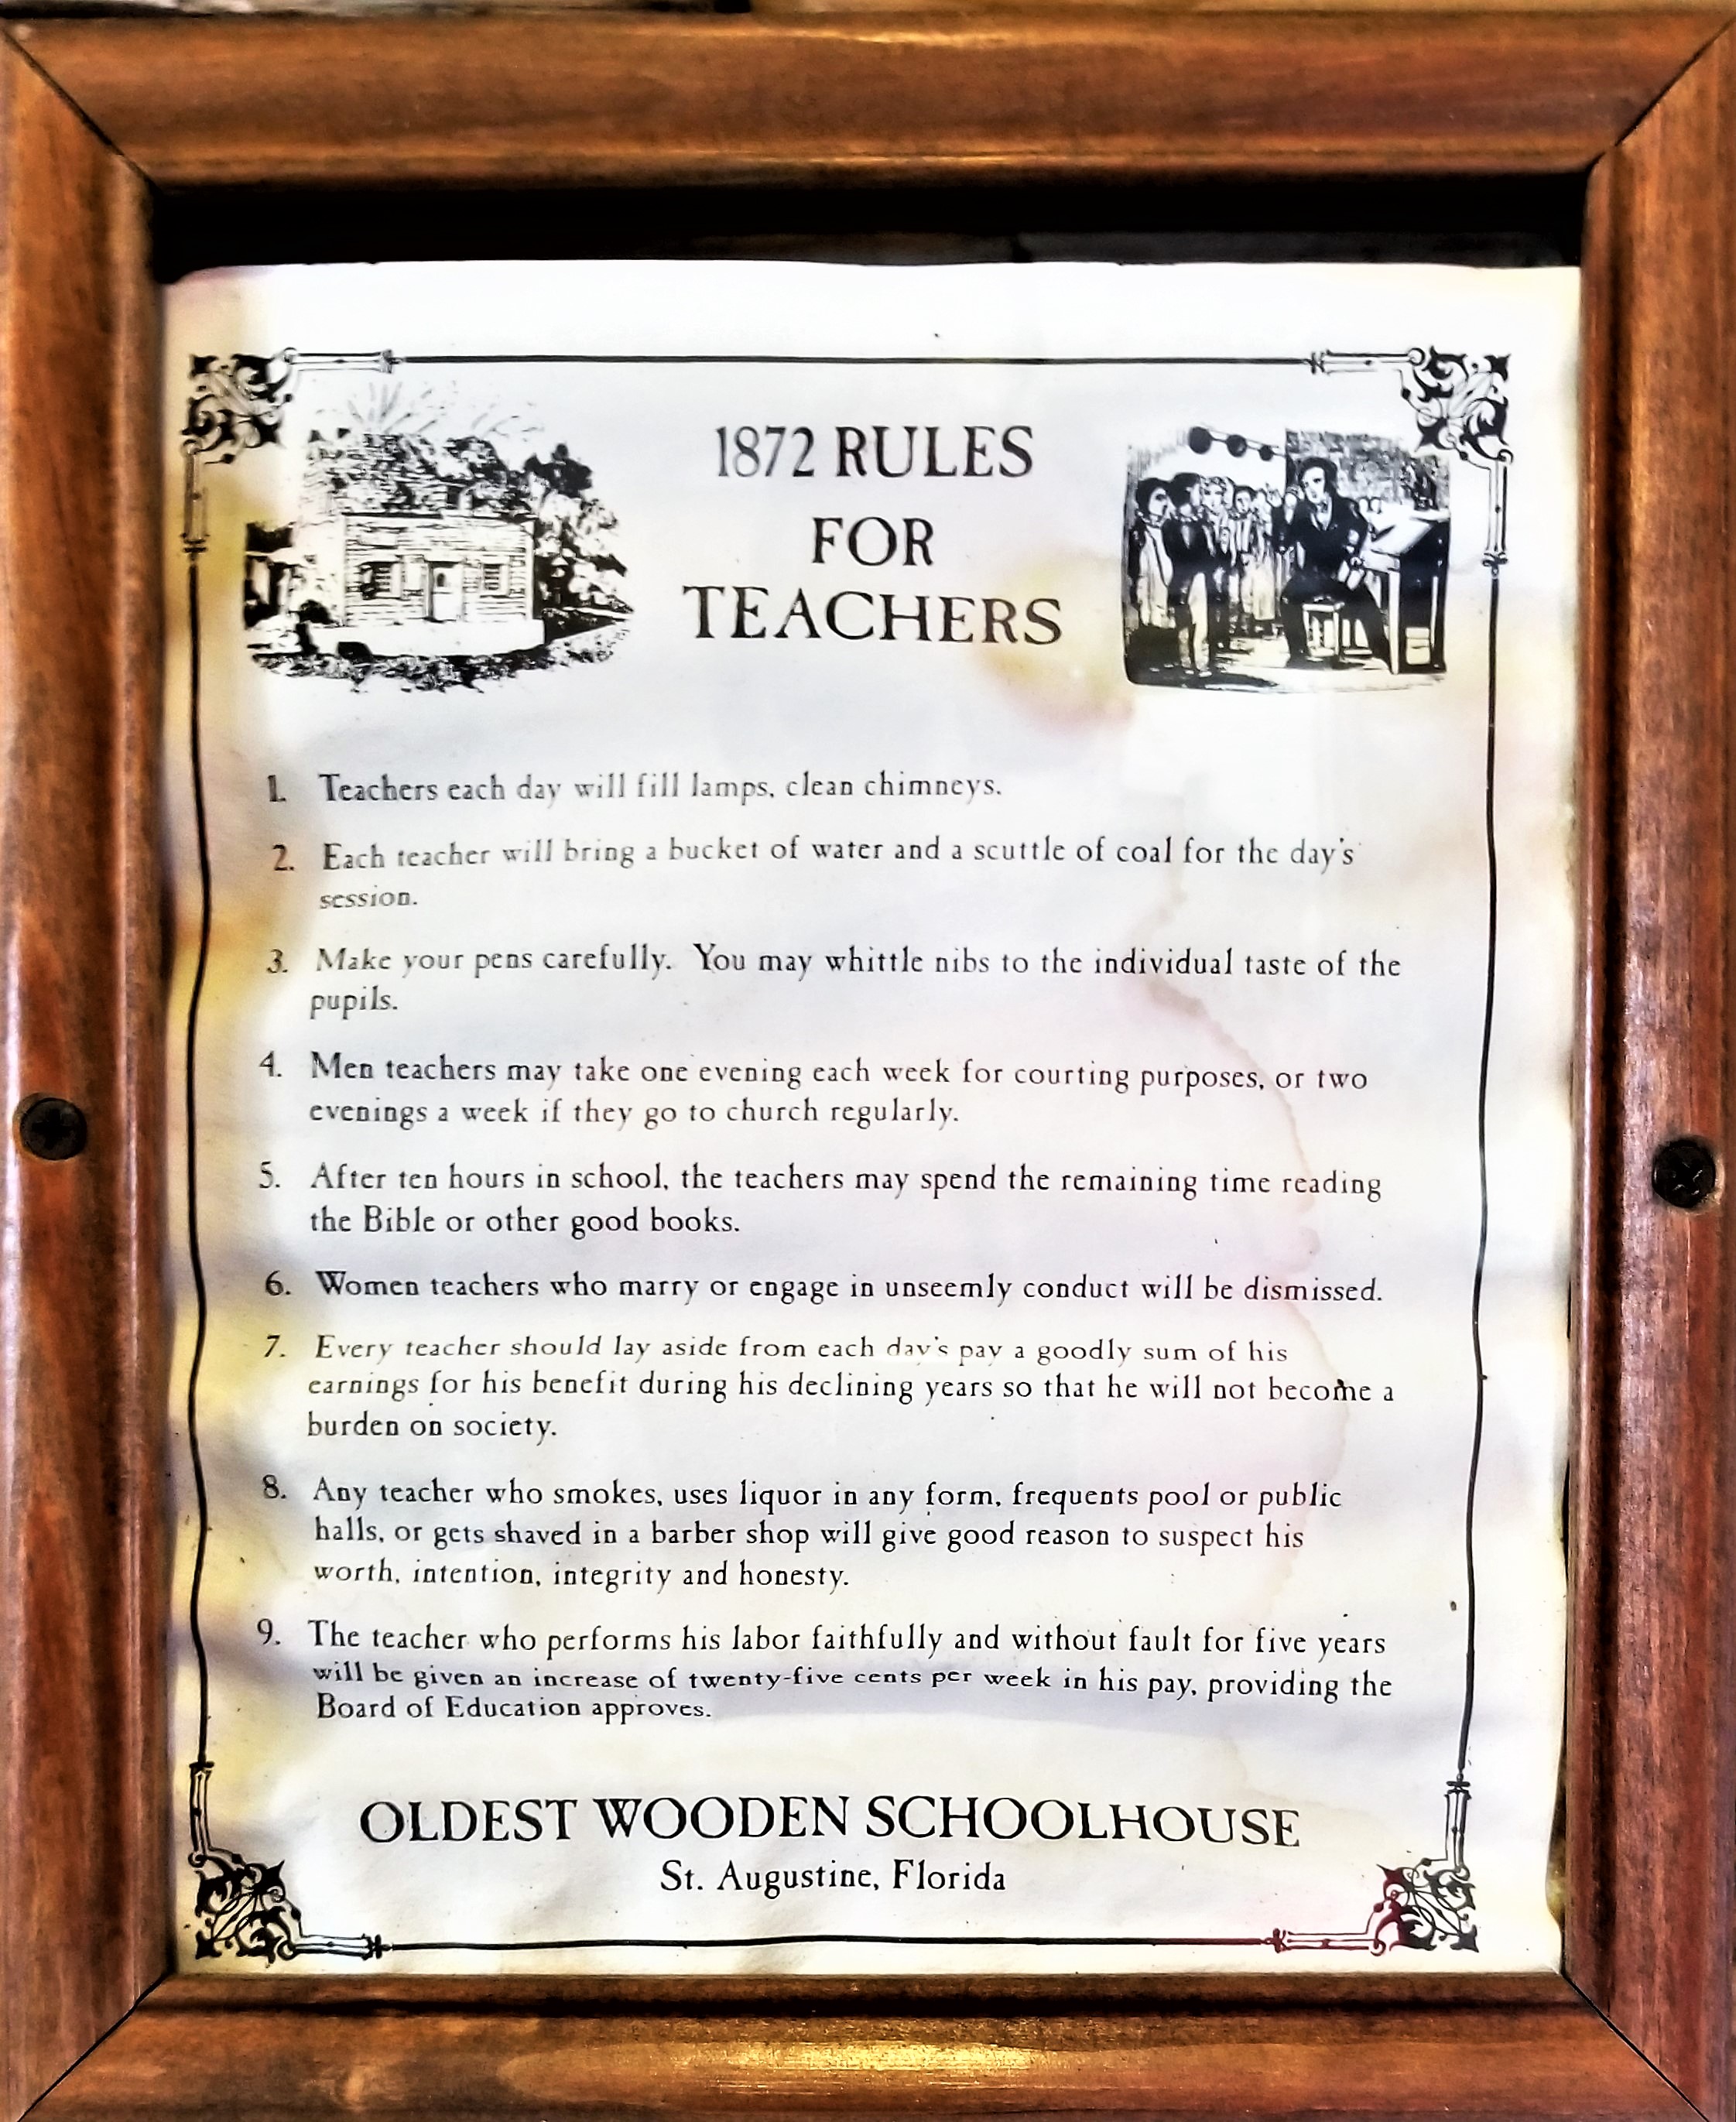 1872 RULES
FOR
TEACHERS
1. Teachers each day will fill lamps, clean chimneys.
2. Each teacher will bring a bucket of water and a scuttle of coal for the day's
session.
3. Make your pens carefully. You may whittle nibs to the individual taste of the
pupils.
4. Men teachers may take one evening each week for courting purposes, or two
evenings a week if they go to church regularly.
5. After ten hours in school, the teachers may spend the remaining time reading
the Bible or other good books.
6. Women teachers who marry or engage in unseemly conduct will be dismissed.
7. Every teacher should lay aside from each day's pay a goodly sum of his
earnings for his benefit during his declining years so that he will not become a
burden on society.
8. Any teacher who smokes, uses liquor in any form, frequents pool or public
halls, or gets shaved in a barber shop will give good reason to suspect his
worth, intention, integrity and honesty.
9. The teacher who performs his labor faithfully and without fault for five years
will be given an increase of twenty-five cents per week in his pay, providing the
Board of Education approves.
OLDEST WOODEN SCHOOLHOUSE
St. Augustine, Florida